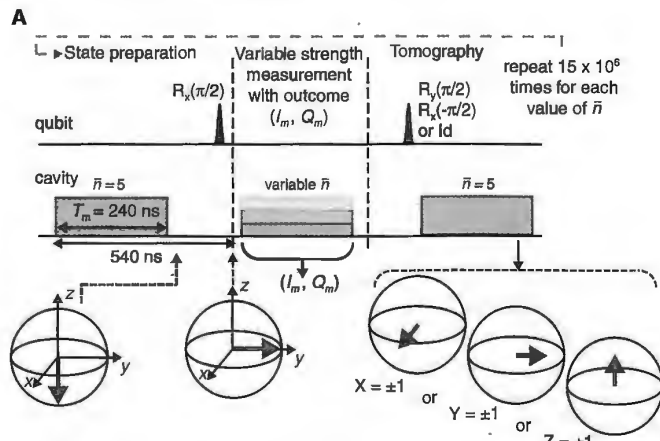 A
State preparation
Variable strength
measurement
with outcome
(I_m, Q_m)
Tomography
repeat 15 x 10⁶
times for each
value of n̄
R_x(π/2)
R_y(π/2)
R_x(-π/2)
or Id
qubit
cavity
n̄ = 5
variable n̄
n̄ = 5
T_m = 240 ns
540 ns
(I_m, Q_m)
z
z
y
x
y
x
X = ±1
or
Y = ±1
or
Z = ±1